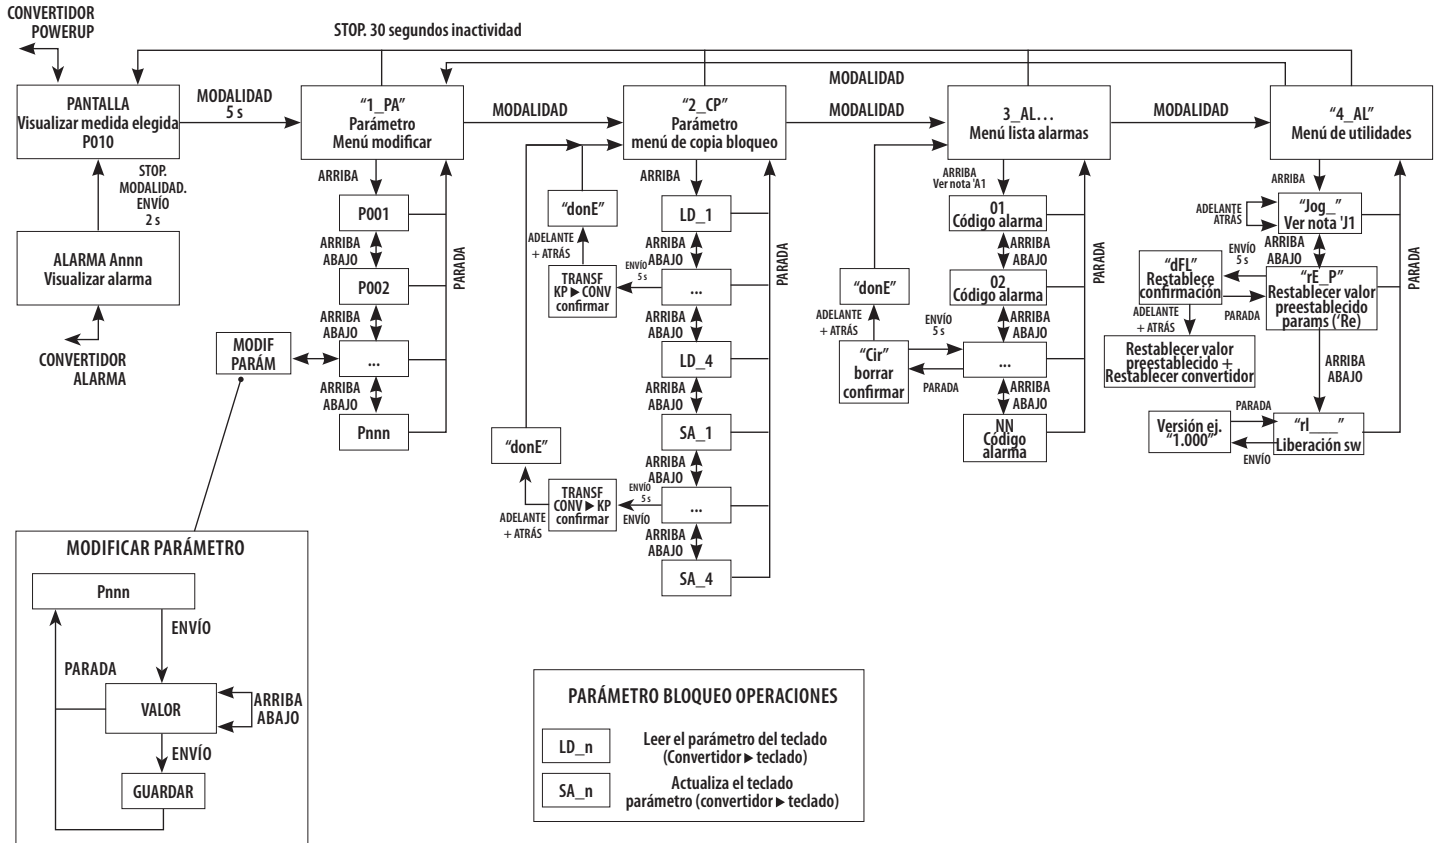 CONVERTIDOR
POWERUP
STOP. 30 segundos inactividad
PANTALLA
Visualizar medida elegida
P010
MODALIDAD
5 s
“1_PA”
Parámetro
Menú modificar
MODALIDAD
“2_CP”
Parámetro
menú de copia bloqueo
MODALIDAD
MODALIDAD
3_AL…
Menú lista alarmas
MODALIDAD
“4_AL”
Menú de utilidades
STOP.
MODALIDAD.
ENVÍO
2 s
ALARMA Annn
Visualizar alarma
CONVERTIDOR
ALARMA
ARRIBA
P001
ARRIBA
ABAJO
P002
ARRIBA
ABAJO
...
ARRIBA
ABAJO
Pnnn
PARADA
MODIF
PARÁM
ARRIBA
LD_1
ARRIBA
ABAJO
...
ARRIBA
ABAJO
LD_4
ARRIBA
ABAJO
SA_1
ARRIBA
ABAJO
...
ARRIBA
ABAJO
SA_4
PARADA
“donE”
ADELANTE
+ ATRÁS
TRANSF
KP ▶ CONV
confirmar
ENVÍO
5 s
“donE”
ADELANTE
+ ATRÁS
TRANSF
CONV ▶ KP
confirmar
ENVÍO
5 s
ENVÍO
ARRIBA
Ver nota 'A1
01
Código alarma
ARRIBA
ABAJO
02
Código alarma
ARRIBA
ABAJO
...
ARRIBA
ABAJO
NN
Código
alarma
PARADA
“donE”
ADELANTE
+ ATRÁS
“Cir”
borrar
confirmar
ENVÍO
5 s
PARADA
ARRIBA
“Jog_”
Ver nota 'J1
ADELANTE
ATRÁS
ARRIBA
ABAJO
“rE_P”
Restablecer valor
preestablecido
params ('Re)
ENVÍO
5 s
“dFL”
Restablece
confirmación
PARADA
ADELANTE
+ ATRÁS
Restablecer valor
preestablecido +
Restablecer convertidor
ARRIBA
ABAJO
“rl____”
Liberación sw
PARADA
Versión ej.
“1.000”
ENVÍO
PARADA
MODIFICAR PARÁMETRO
Pnnn
ENVÍO
PARADA
VALOR
ARRIBA
ABAJO
ENVÍO
GUARDAR
PARÁMETRO BLOQUEO OPERACIONES
LD_n
Leer el parámetro del teclado
(Convertidor ▶ teclado)
SA_n
Actualiza el teclado
parámetro (convertidor ▶ teclado)